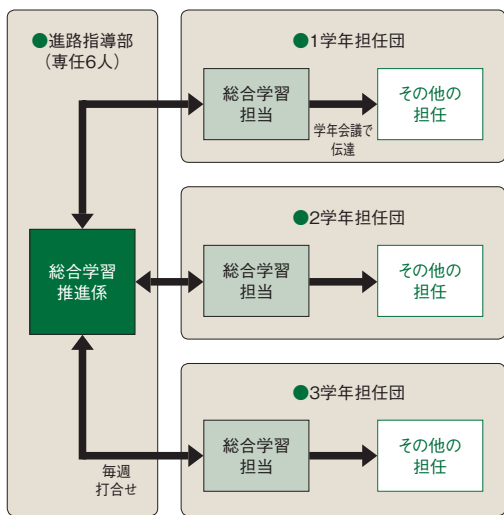 ●進路指導部
（専任6人）
総合学習
推進係
毎週
打合せ
●1学年担任団
総合学習
担当
学年会議で
伝達
その他の
担任
●2学年担任団
総合学習
担当
その他の
担任
●3学年担任団
総合学習
担当
その他の
担任